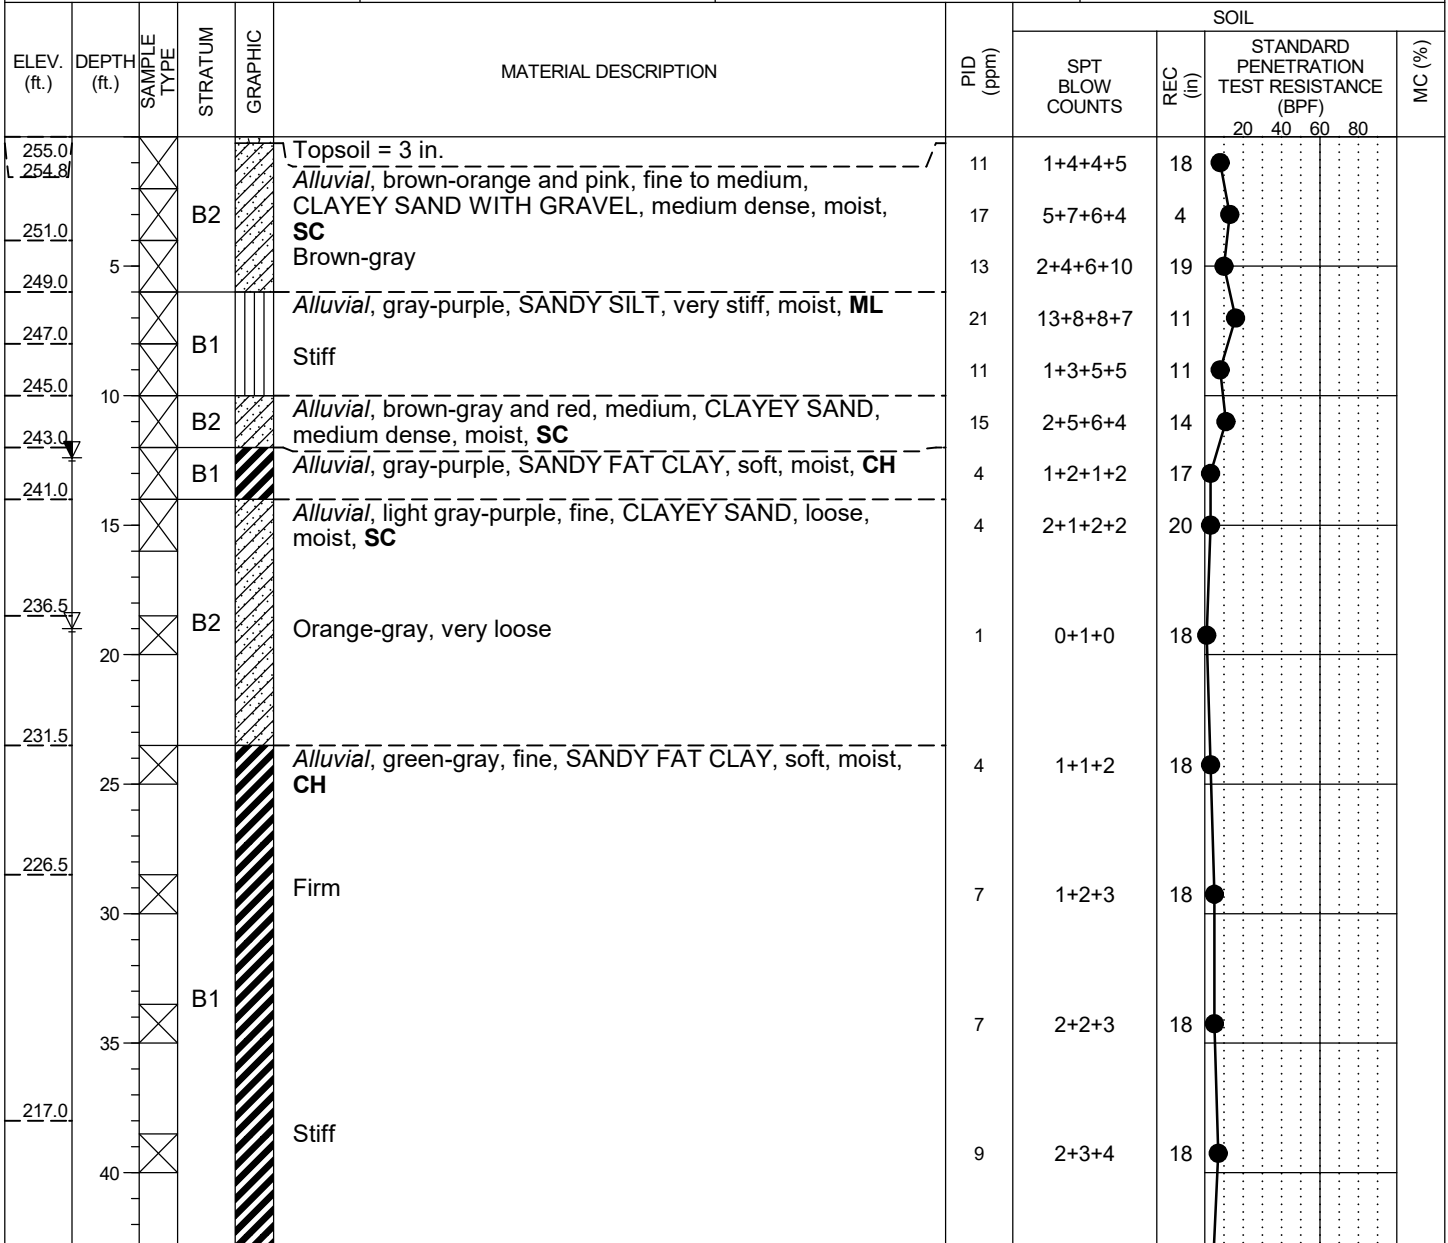 SOIL
ELEV. (ft.)
DEPTH (ft.)
SAMPLE TYPE
STRATUM
GRAPHIC
MATERIAL DESCRIPTION
PID (ppm)
SPT BLOW COUNTS
REC (in)
STANDARD PENETRATION TEST RESISTANCE (BPF)
20 40 60 80
MC (%)
255.0
Topsoil = 3 in.
254.8
11 1+4+4+5 18
Alluvial, brown-orange and pink, fine to medium,
CLAYEY SAND WITH GRAVEL, medium dense, moist,
SC
B2
17 5+7+6+4 4
251.0
Brown-gray
5
13 2+4+6+10 19
249.0
Alluvial, gray-purple, SANDY SILT, very stiff, moist, ML
21 13+8+8+7 11
247.0
B1
Stiff
11 1+3+5+5 11
245.0
10
Alluvial, brown-gray and red, medium, CLAYEY SAND,
medium dense, moist, SC
B2
15 2+5+6+4 14
243.0
Alluvial, gray-purple, SANDY FAT CLAY, soft, moist, CH
B1
4 1+2+1+2 17
241.0
Alluvial, light gray-purple, fine, CLAYEY SAND, loose,
moist, SC
15
4 2+1+2+2 20
236.5
B2
Orange-gray, very loose
1 0+1+0 18
20
231.5
Alluvial, green-gray, fine, SANDY FAT CLAY, soft, moist,
CH
4 1+1+2 18
25
226.5
Firm
7 1+2+3 18
30
B1
7 2+2+3 18
35
217.0
Stiff
9 2+3+4 18
40